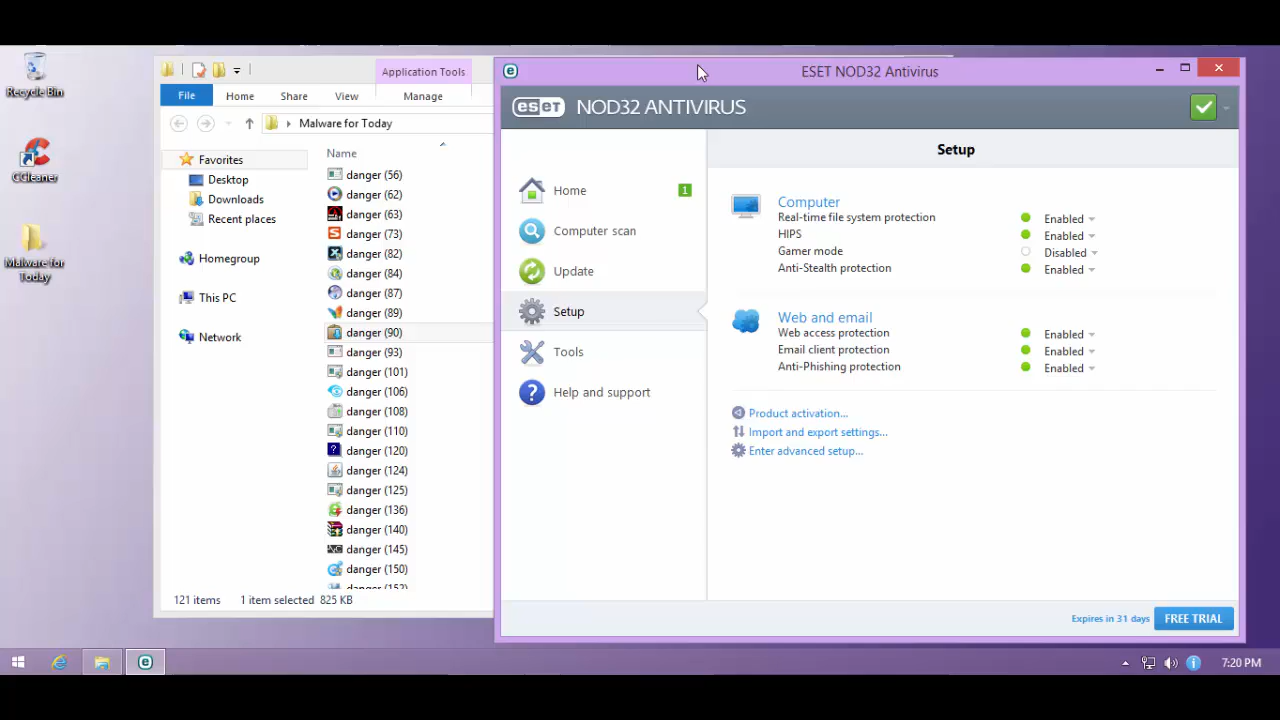 Recycle Bin
CCleaner
Malware for Today
Application Tools
File
Home
Share
View
Manage
Malware for Today
Favorites
Desktop
Downloads
Recent places
Homegroup
This PC
Network
Name
danger (56)
danger (62)
danger (63)
danger (73)
danger (82)
danger (84)
danger (87)
danger (89)
danger (90)
danger (93)
danger (101)
danger (106)
danger (108)
danger (110)
danger (120)
danger (124)
danger (125)
danger (136)
danger (140)
danger (145)
danger (150)
danger (152)
121 items 1 item selected 825 KB
ESET NOD32 Antivirus
eset NOD32 ANTIVIRUS
Home 1
Computer scan
Update
Setup
Tools
Help and support
Setup
Computer
Real-time file system protection Enabled
HIPS Enabled
Gamer mode Disabled
Anti-Stealth protection Enabled
Web and email
Web access protection Enabled
Email client protection Enabled
Anti-Phishing protection Enabled
Product activation...
Import and export settings...
Enter advanced setup...
Expires in 31 days FREE TRIAL
7:20 PM